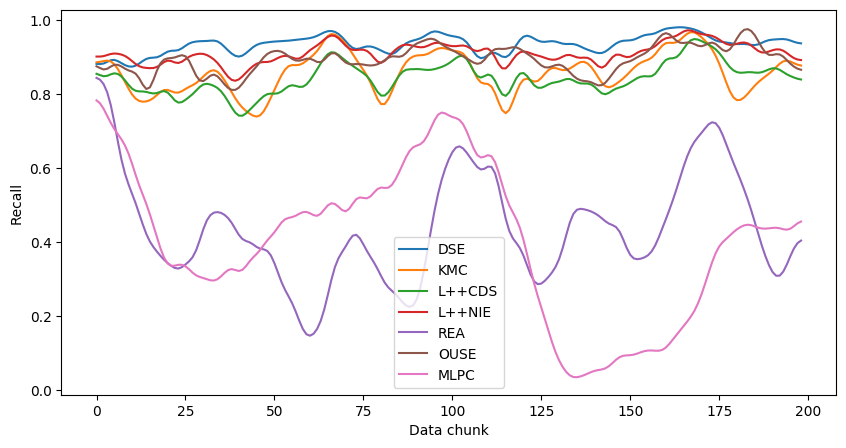 1.0
0.8
0.6
0.4
0.2
0.0
Recall
0
25
50
75
100
125
150
175
200
Data chunk
DSE
KMC
L++CDS
L++NIE
REA
OUSE
MLPC